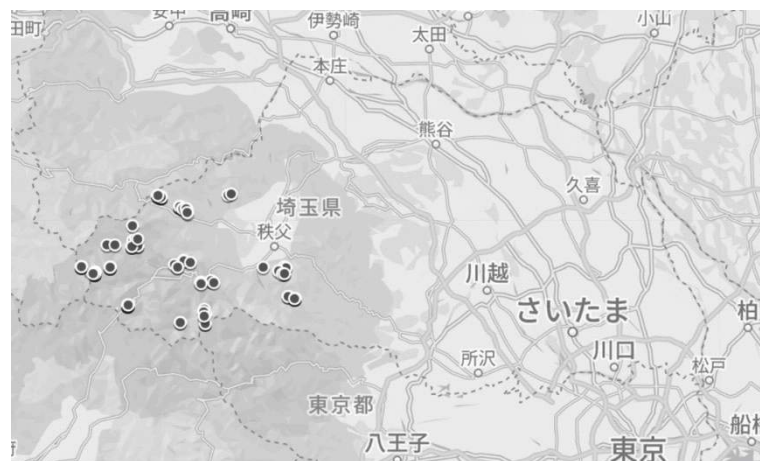 安中
高崎
伊勢崎
太田
小山
田町
本庄
熊谷
久喜
埼玉県
秩父
川越
さいたま
柏
川口
所沢
松戸
東京都
船橋
八王子
東京